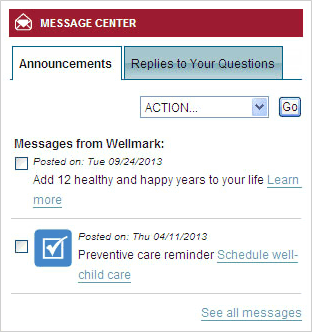 MESSAGE CENTER
Announcements
Replies to Your Questions
ACTION...
Go
Messages from Wellmark:
Posted on: Tue 09/24/2013
Add 12 healthy and happy years to your life Learn
more
Posted on: Thu 04/11/2013
Preventive care reminder Schedule well-
child care
See all messages